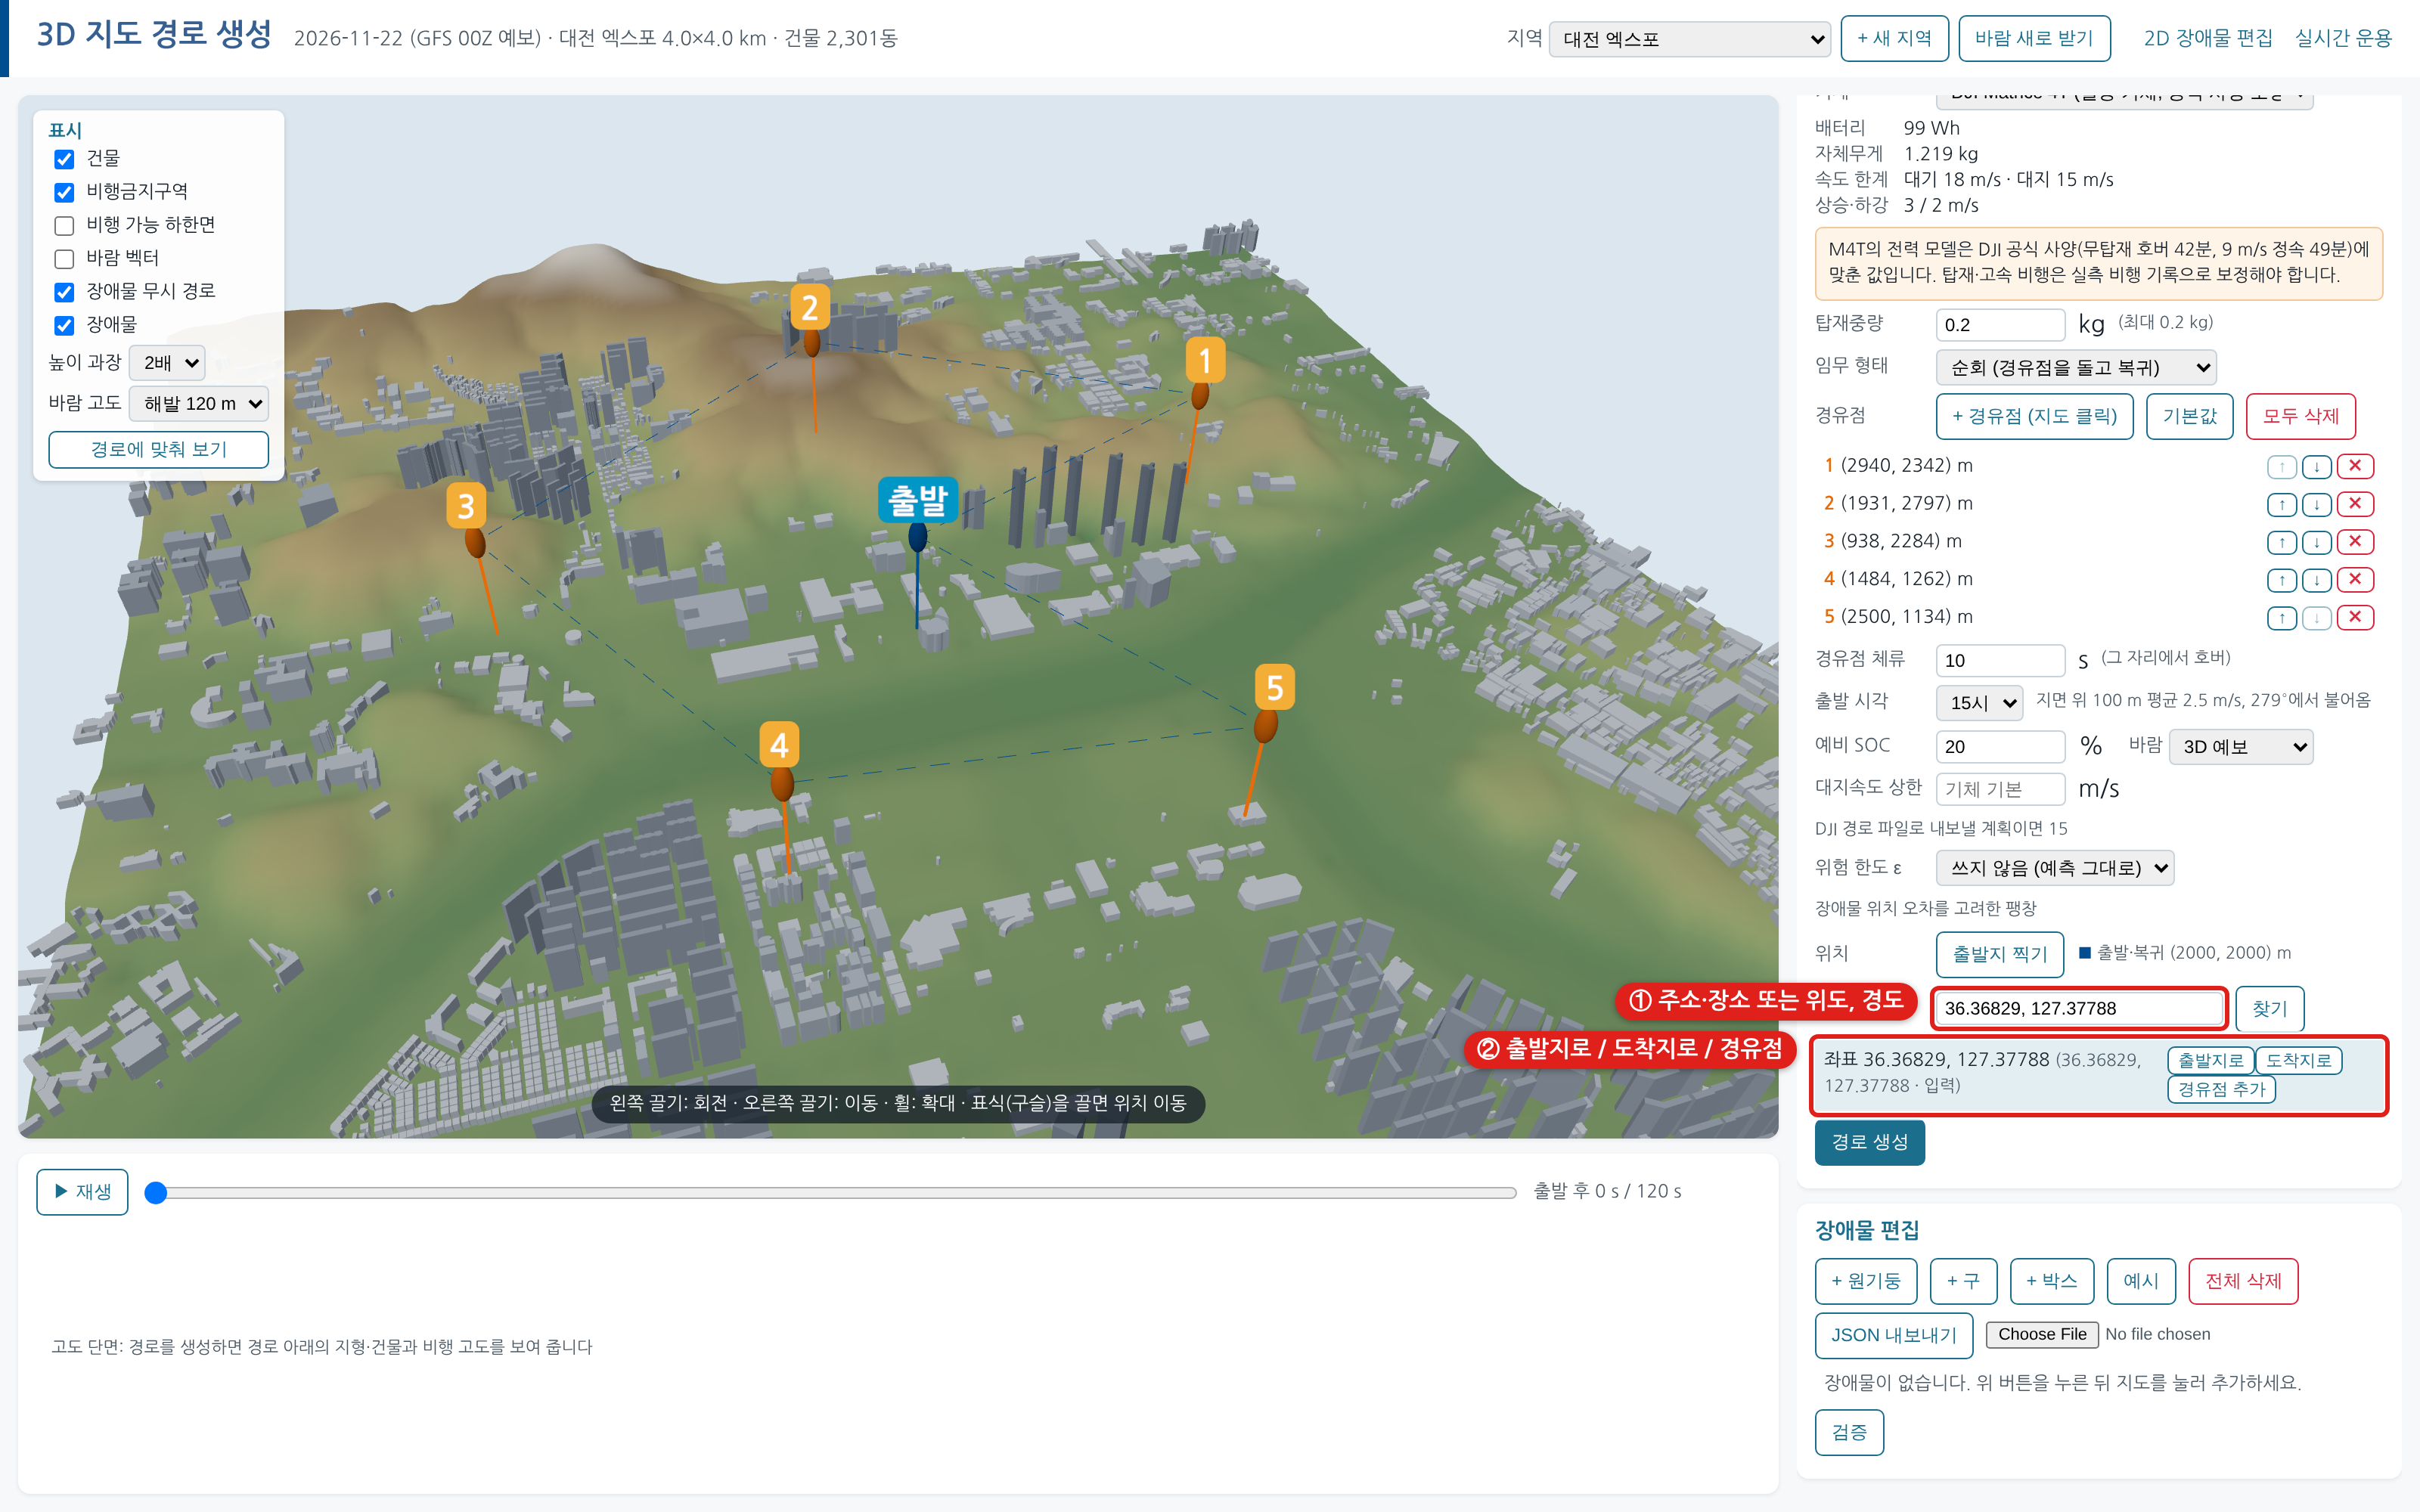 3D 지도 경로 생성
2026-11-22 (GFS 00Z 예보) · 대전 엑스포 4.0×4.0 km · 건물 2,301동
지역
대전 엑스포
+ 새 지역
바람 새로 받기
2D 장애물 편집
실시간 운용
표시
건물
비행금지구역
비행 가능 하한면
바람 벡터
장애물 무시 경로
장애물
높이 과장
2배
바람 고도
해발 120 m
경로에 맞춰 보기
2
1
3
출발
5
4
왼쪽 끌기: 회전 · 오른쪽 끌기: 이동 · 휠: 확대 · 표식(구슬)을 끌면 위치 이동
배터리
99 Wh
자체무게
1.219 kg
속도 한계
대기 18 m/s · 대지 15 m/s
상승·하강
3 / 2 m/s
M4T의 전력 모델은 DJI 공식 사양(무탑재 호버 42분, 9 m/s 정속 49분)에
맞춘 값입니다. 탑재·고속 비행은 실측 비행 기록으로 보정해야 합니다.
탑재중량
0.2
kg
(최대 0.2 kg)
임무 형태
순회 (경유점을 돌고 복귀)
경유점
+ 경유점 (지도 클릭)
기본값
모두 삭제
1 (2940, 2342) m
↑ ↓ ✕
2 (1931, 2797) m
↑ ↓ ✕
3 (938, 2284) m
↑ ↓ ✕
4 (1484, 1262) m
↑ ↓ ✕
5 (2500, 1134) m
↑ ↓ ✕
경유점 체류
10
s
(그 자리에서 호버)
출발 시각
15시
지면 위 100 m 평균 2.5 m/s, 279°에서 불어옴
예비 SOC
20
%
바람
3D 예보
대지속도 상한
기체 기본
m/s
DJI 경로 파일로 내보낼 계획이면 15
위험 한도 ε
쓰지 않음 (예측 그대로)
장애물 위치 오차를 고려한 팽창
위치
출발지 찍기
■ 출발·복귀 (2000, 2000) m
① 주소·장소 또는 위도, 경도
36.36829, 127.37788
찾기
② 출발지로 / 도착지로 / 경유점
좌표 36.36829, 127.37788 (36.36829,
127.37788 · 입력)
출발지로
도착지로
경유점 추가
경로 생성
▶ 재생
출발 후 0 s / 120 s
고도 단면: 경로를 생성하면 경로 아래의 지형·건물과 비행 고도를 보여 줍니다
장애물 편집
+ 원기둥
+ 구
+ 박스
예시
전체 삭제
JSON 내보내기
Choose File
No file chosen
장애물이 없습니다. 위 버튼을 누른 뒤 지도를 눌러 추가하세요.
검증